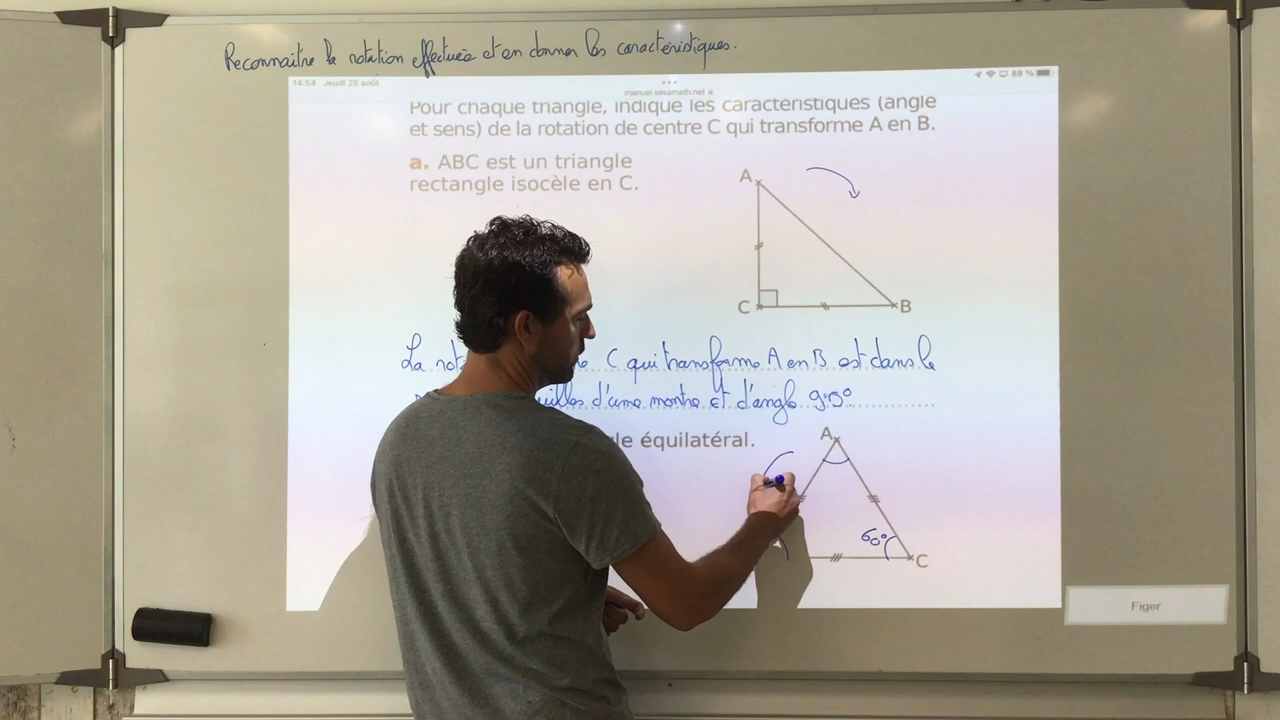 Reconnaître la rotation effectuée et en donner les caractéristiques.
14:54 Jeudi 25 août
88 %
manuel.sesamath.net
Pour chaque triangle, indique les caractéristiques (angle
et sens) de la rotation de centre C qui transforme A en B.
a. ABC est un triangle
rectangle isocèle en C.
A
C
B
La C qui transforme A en B est dans le
d'une montre et d'angle 90°
équilatéral.
A
60°
C
Figer